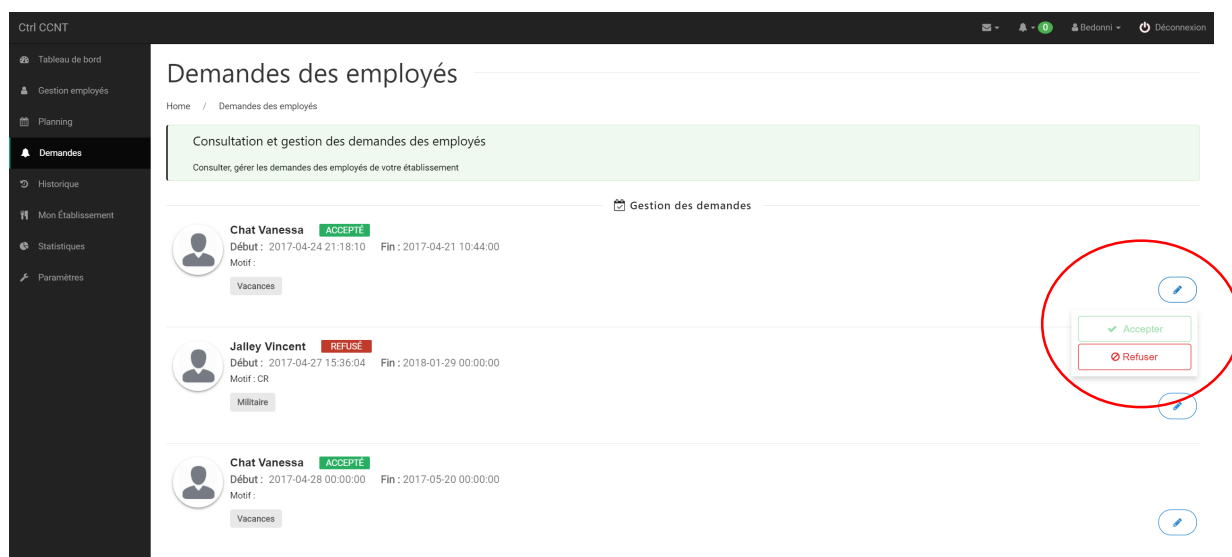 Ctrl CCNT
0
Bedonni
Déconnexion
Tableau de bord
Gestion employés
Planning
Demandes
Historique
Mon Établissement
Statistiques
Paramètres
Demandes des employés
Home / Demandes des employés
Consultation et gestion des demandes des employés
Consulter, gérer les demandes des employés de votre établissement
Gestion des demandes
Chat Vanessa ACCEPTÉ
Début : 2017-04-24 21:18:10 Fin : 2017-04-21 10:44:00
Motif :
Vacances
Accepter
Refuser
Jalley Vincent REFUSÉ
Début : 2017-04-27 15:36:04 Fin : 2018-01-29 00:00:00
Motif : CR
Militaire
Chat Vanessa ACCEPTÉ
Début : 2017-04-28 00:00:00 Fin : 2017-05-20 00:00:00
Motif :
Vacances